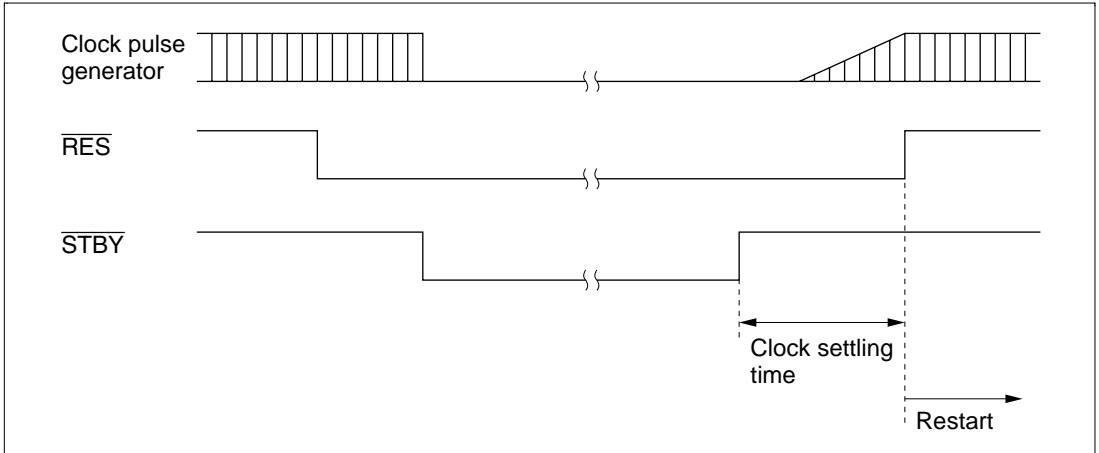 Clock pulse
generator
RES
STBY
Clock settling
time
Restart